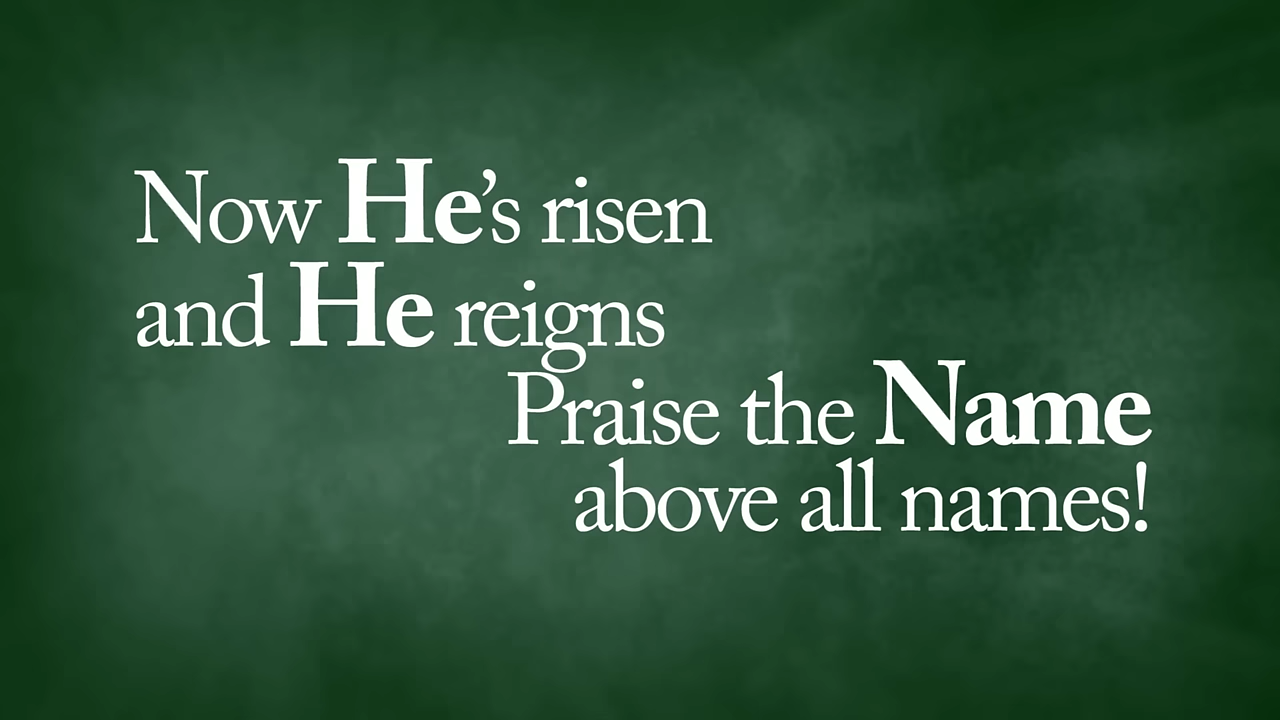 Now He’s risen
and He reigns
Praise the Name
above all names!